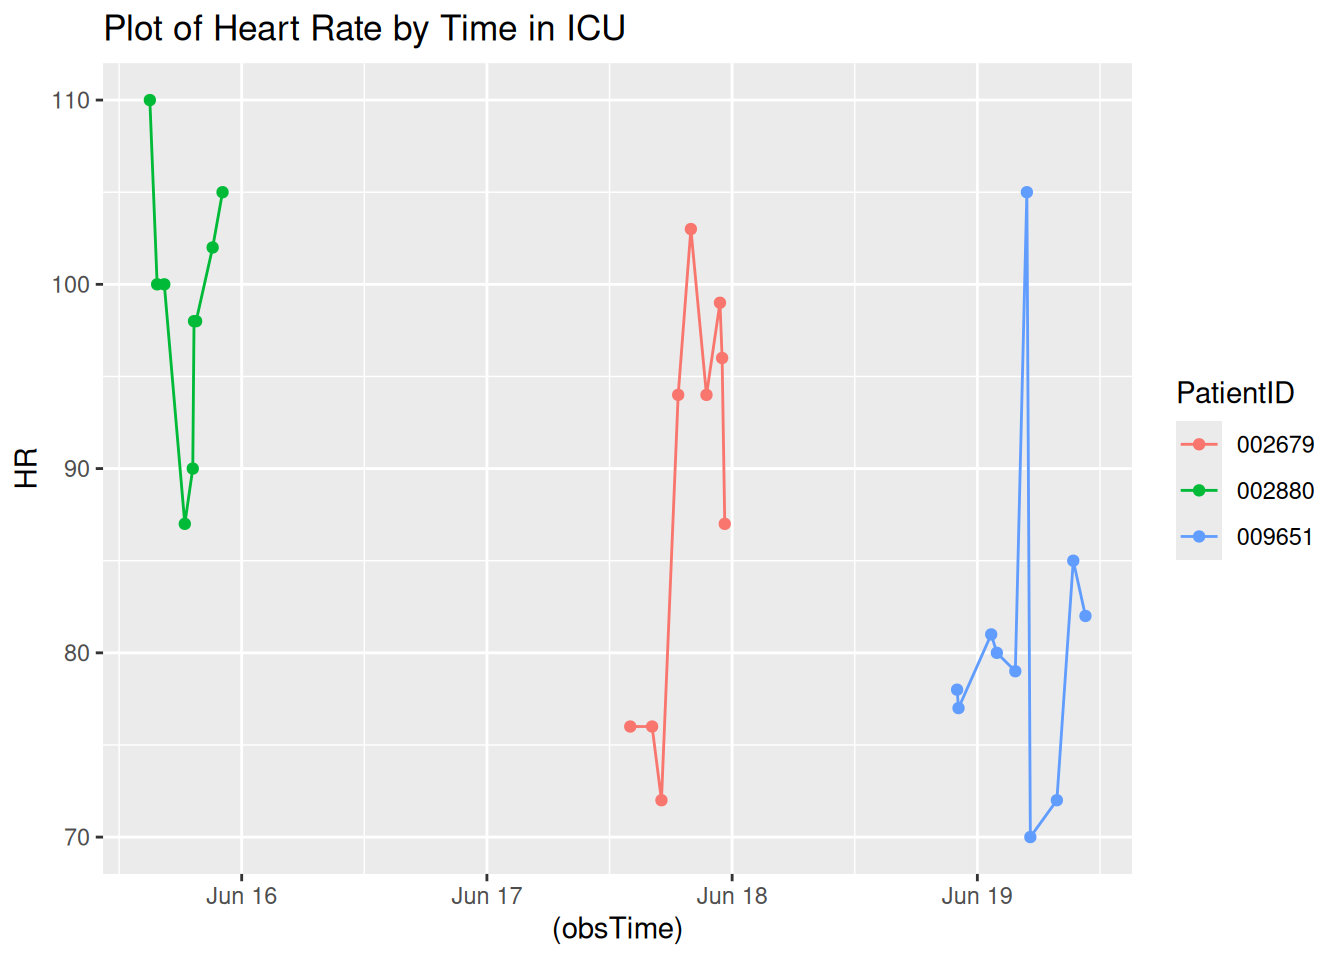 Plot of Heart Rate by Time in ICU
110
100
90
80
70
HR
Jun 16 Jun 17 Jun 18 Jun 19
(obsTime)
PatientID
002679
002880
009651